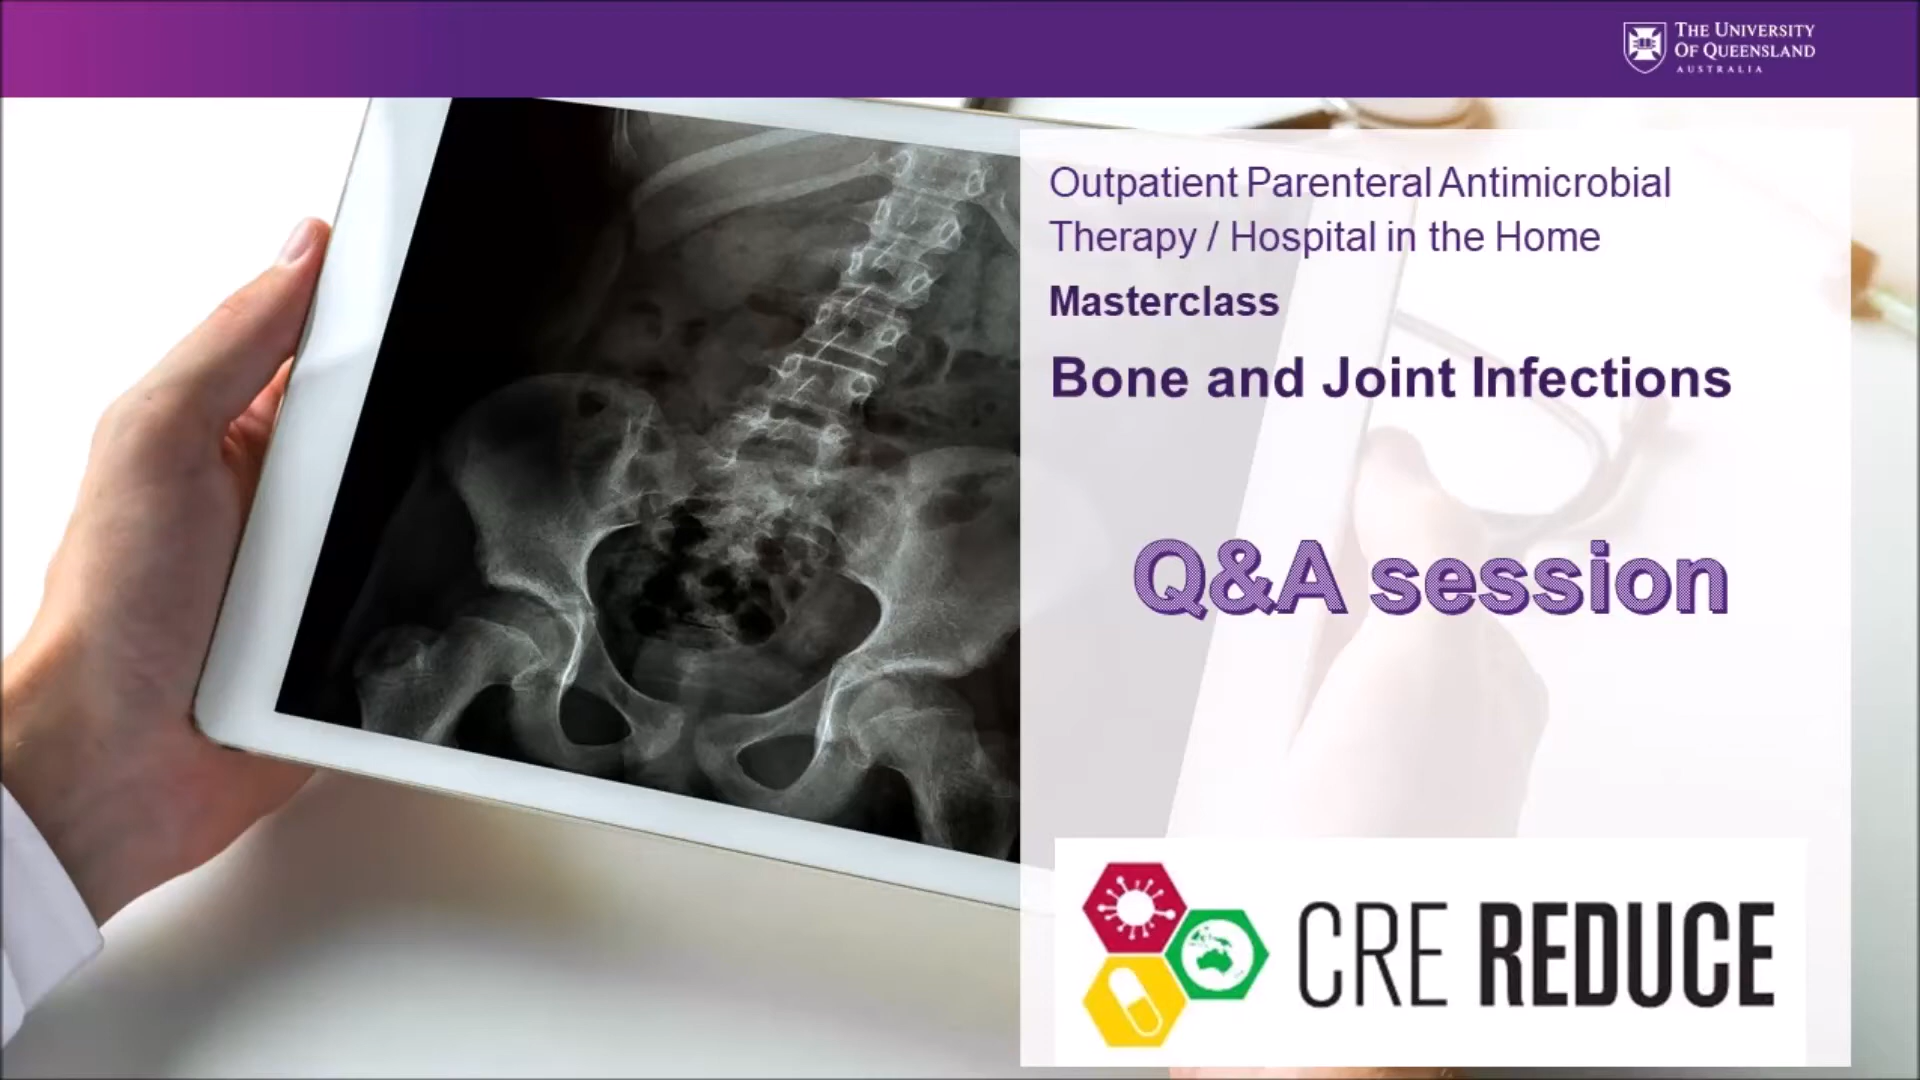 THE UNIVERSITY
OF QUEENSLAND
AUSTRALIA
Outpatient Parenteral Antimicrobial
Therapy / Hospital in the Home
Masterclass
Bone and Joint Infections
Q&A session
CRE REDUCE